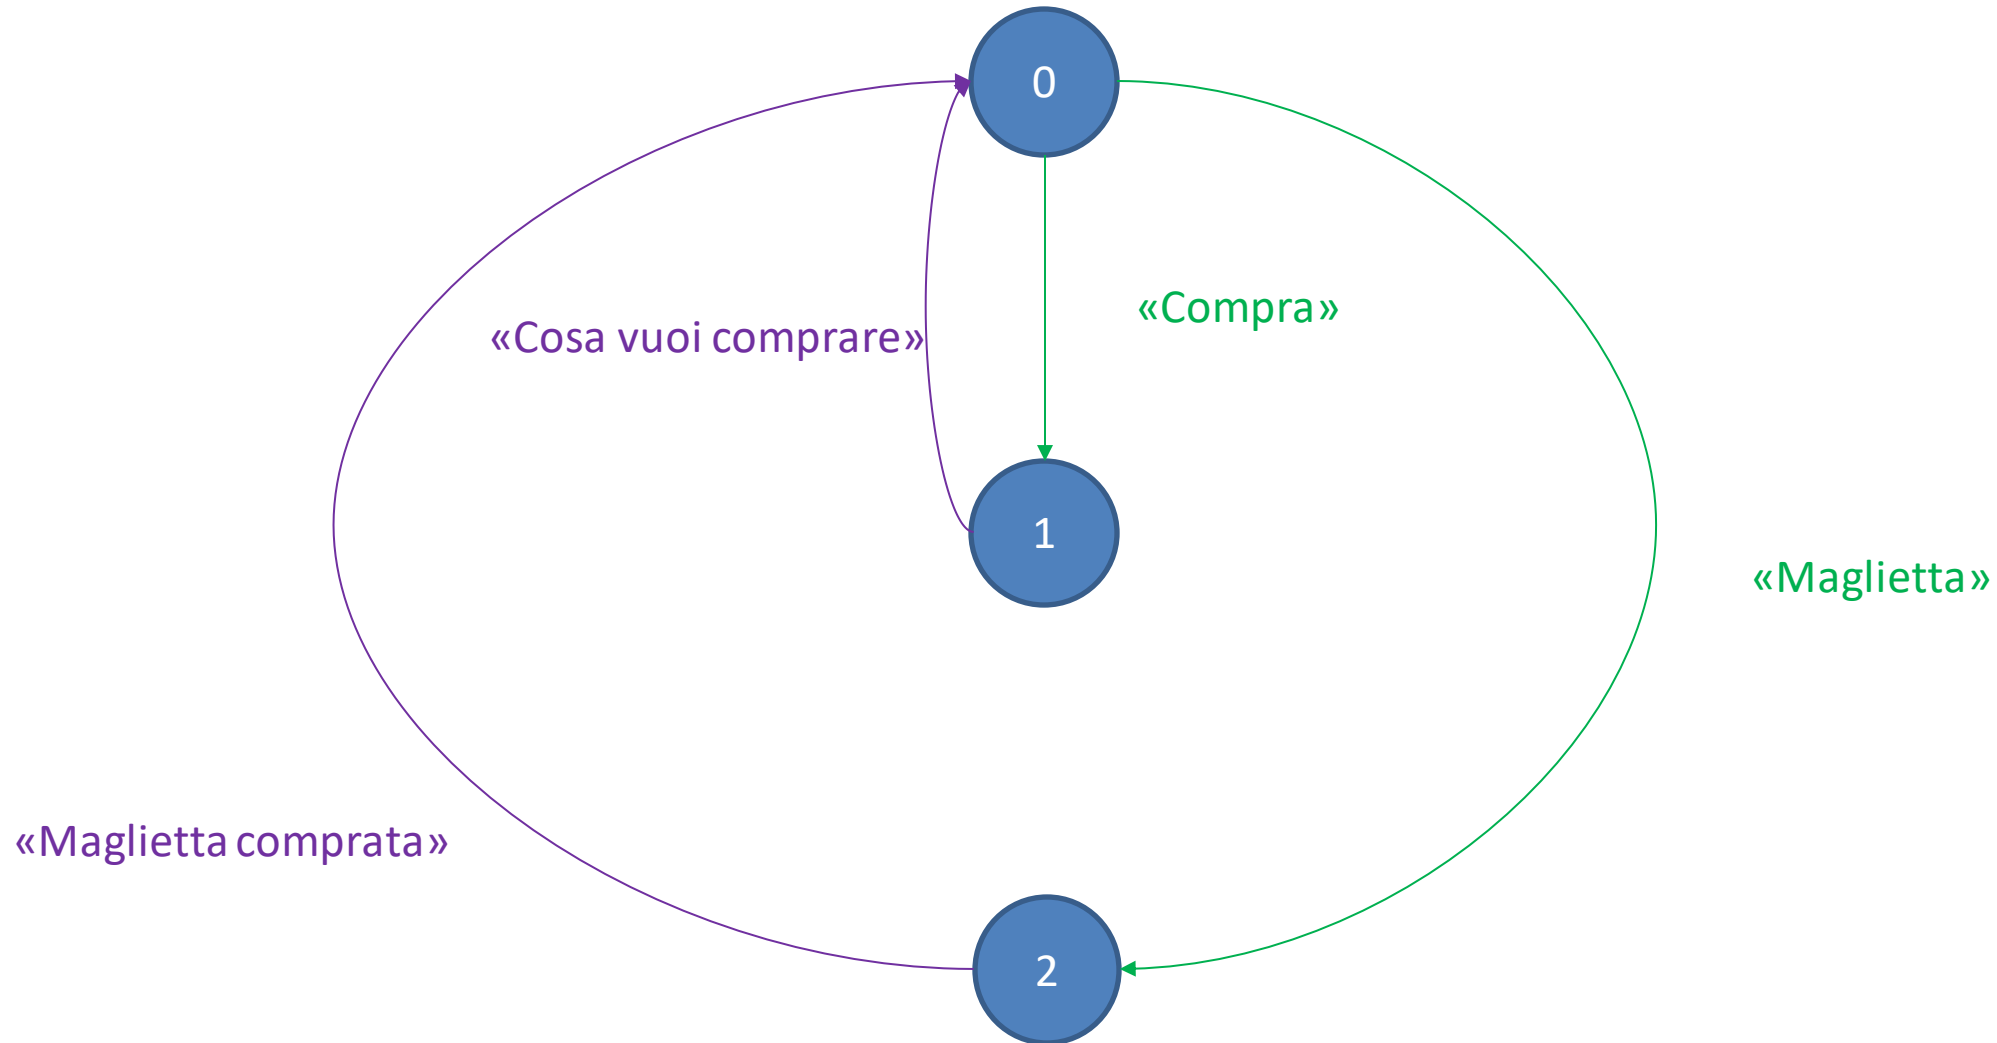 0
«Compra»
«Cosa vuoi comprare»
1
«Maglietta»
«Maglietta comprata»
2